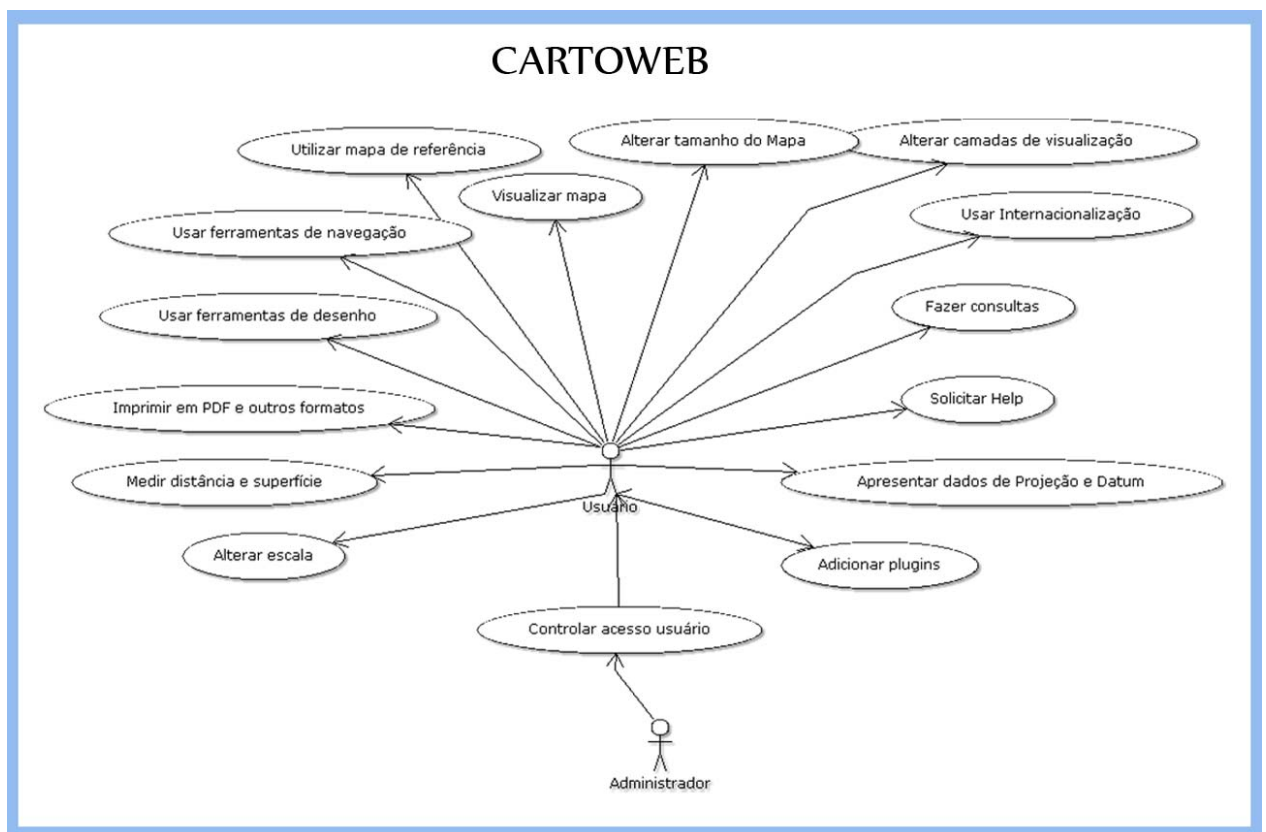 CARTOWEB
Alterar tamanho do Mapa
Alterar camadas de visualização
Utilizar mapa de referência
Visualizar mapa
Usar Internacionalização
Usar ferramentas de navegação
Fazer consultas
Usar ferramentas de desenho
Solicitar Help
Imprimir em PDF e outros formatos
Medir distância e superfície
Apresentar dados de Projeção e Datum
Usuário
Alterar escala
Adicionar plugins
Controlar acesso usuário
Administrador